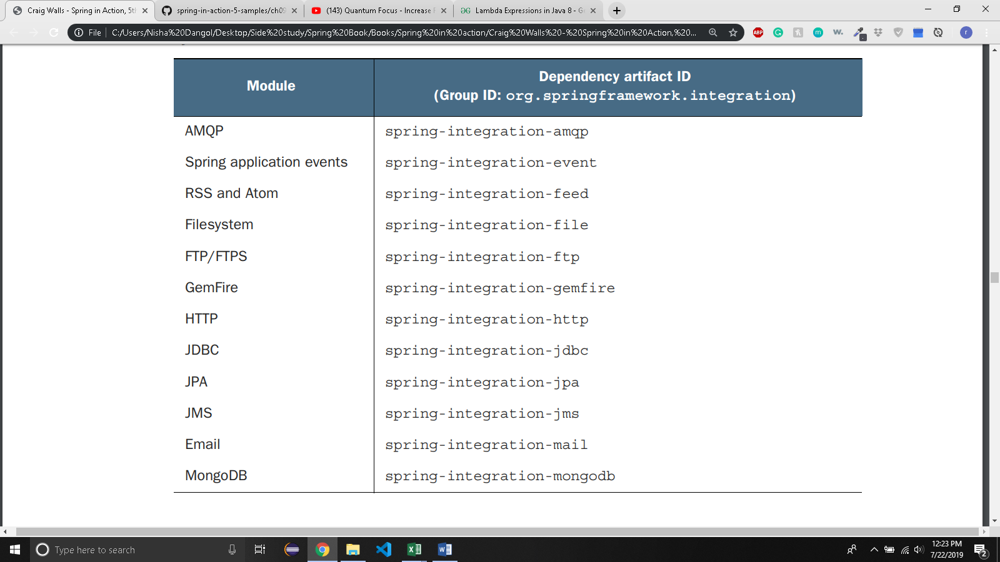 Craig Walls - Spring in Action, 5th
spring-in-action-5-samples/ch09
(143) Quantum Focus - Increase F
Lambda Expressions in Java 8 - Ge
File
C:/Users/Nisha%20Dangol/Desktop/Side%20study/Spring%20Book/Books/Spring%20in%20action/Craig%20Walls%20-%20Spring%20in%20Action,%20...
ABP
Module
Dependency artifact ID
(Group ID: org.springframework.integration)
AMQP spring-integration-amqp
Spring application events spring-integration-event
RSS and Atom spring-integration-feed
Filesystem spring-integration-file
FTP/FTPS spring-integration-ftp
GemFire spring-integration-gemfire
HTTP spring-integration-http
JDBC spring-integration-jdbc
JPA spring-integration-jpa
JMS spring-integration-jms
Email spring-integration-mail
MongoDB spring-integration-mongodb
Type here to search
12:23 PM
7/22/2019
2